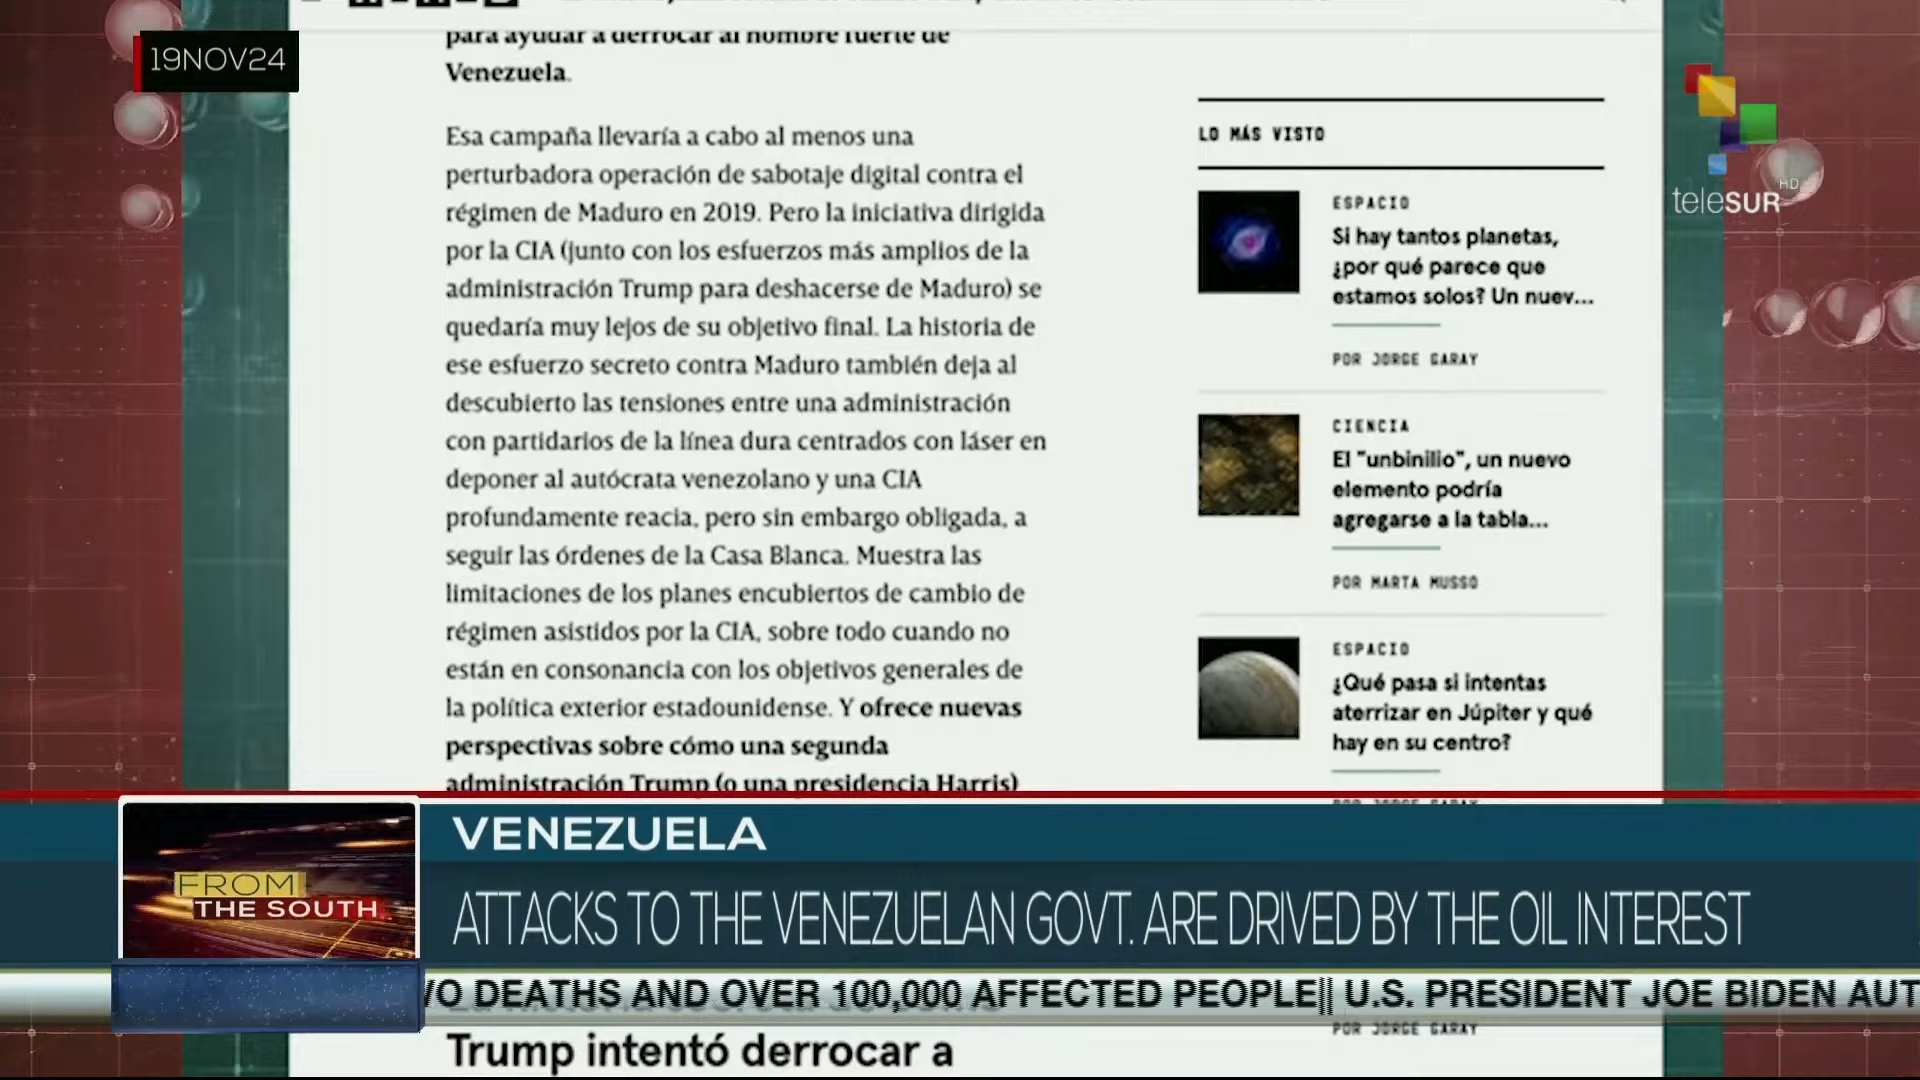 19NOV24
para ayudar a derrocar al hombre fuerte de
Venezuela.
Esa campaña llevaría a cabo al menos una
perturbadora operación de sabotaje digital contra el
régimen de Maduro en 2019. Pero la iniciativa dirigida
por la CIA (junto con los esfuerzos más amplios de la
administración Trump para deshacerse de Maduro) se
quedaría muy lejos de su objetivo final. La historia de
ese esfuerzo secreto contra Maduro también deja al
descubierto las tensiones entre una administración
con partidarios de la línea dura centrados con láser en
deponer al autócrata venezolano y una CIA
profundamente reacia, pero sin embargo obligada, a
seguir las órdenes de la Casa Blanca. Muestra las
limitaciones de los planes encubiertos de cambio de
régimen asistidos por la CIA, sobre todo cuando no
están en consonancia con los objetivos generales de
la política exterior estadounidense. Y ofrece nuevas
perspectivas sobre cómo una segunda
administración Trump (o una presidencia Harris)
LO MÁS VISTO
ESPACIO
Si hay tantos planetas,
¿por qué parece que
estamos solos? Un nuev...
POR JORGE GARAY
CIENCIA
El "unbinilio", un nuevo
elemento podría
agregarse a la tabla...
POR MARTA MUSSO
ESPACIO
¿Qué pasa si intentas
aterrizar en Júpiter y qué
hay en su centro?
POR JORGE GARAY
teleSUR HD
FROM
THE SOUTH
VENEZUELA
ATTACKS TO THE VENEZUELAN GOVT. ARE DRIVED BY THE OIL INTEREST
DEATHS AND OVER 100,000 AFFECTED PEOPLE|| U.S. PRESIDENT JOE BIDEN AUT
POR JORGE GARAY
Trump intentó derrocar a